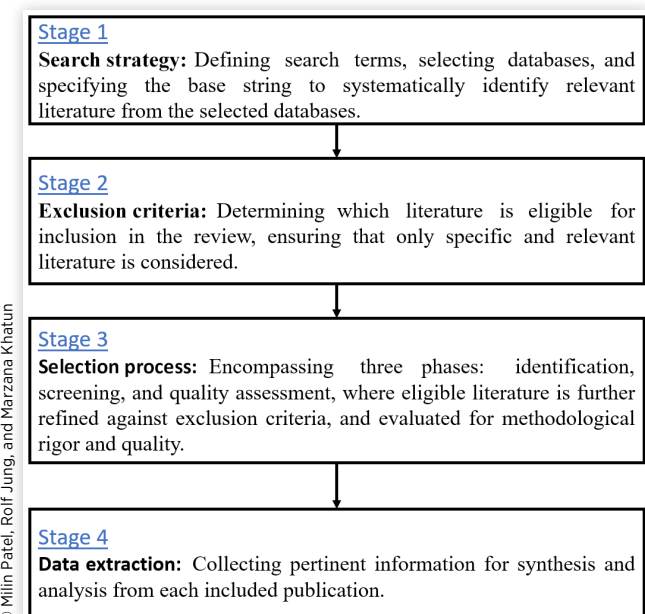 Stage 1
Search strategy: Defining search terms, selecting databases, and
specifying the base string to systematically identify relevant
literature from the selected databases.
Stage 2
Exclusion criteria: Determining which literature is eligible for
inclusion in the review, ensuring that only specific and relevant
literature is considered.
Stage 3
Selection process: Encompassing three phases: identification,
screening, and quality assessment, where eligible literature is further
refined against exclusion criteria, and evaluated for methodological
rigor and quality.
Stage 4
Data extraction: Collecting pertinent information for synthesis and
analysis from each included publication.
© Milin Patel, Rolf Jung, and Marzana Khatun